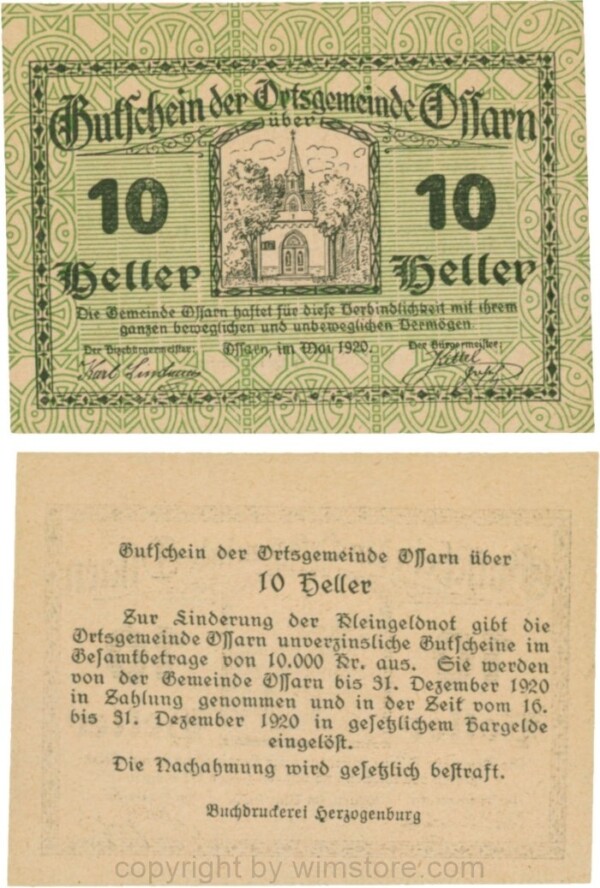 Gutschein der Ortsgemeinde Ossarn
über
10 10
Heller Heller
Die Gemeinde Ossarn haftet für diese Verbindlichkeit mit ihrem
ganzen beweglichen und unbeweglichen Vermögen.
Der Vizebürgermeister: Ossarn, im Mai 1920. Der Bürgermeister:
Karl
Gutschein der Ortsgemeinde Ossarn über
10 Heller
Zur Linderung der Kleingeldnot gibt die
Ortsgemeinde Ossarn unverzinsliche Gutscheine im
Gesamtbetrage von 10.000 Kr. aus. Sie werden
von der Gemeinde Ossarn bis 31. Dezember 1920
in Zahlung genommen und in der Zeit vom 16.
bis 31. Dezember 1920 in gesetzlichem Bargelde
eingelöst.
Die Nachahmung wird gesetzlich bestraft.
Buchdruckerei Herzogenburg
copyright by wimstore.com